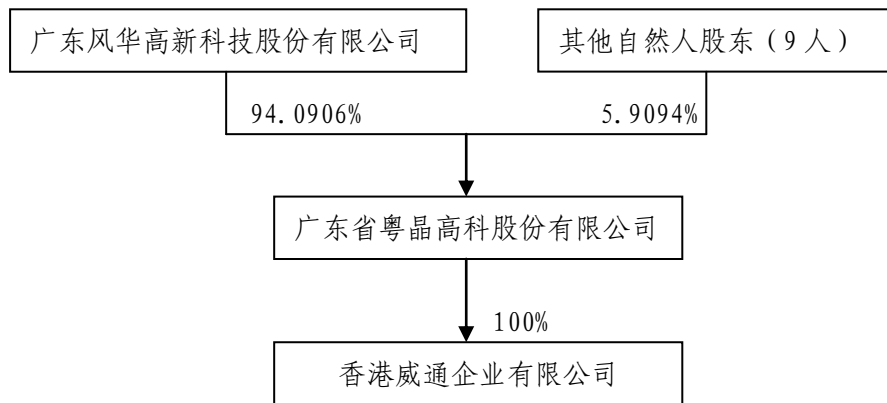 广东风华高新科技股份有限公司
其他自然人股东（9人）
94.0906%
5.9094%
广东省粤晶高科股份有限公司
100%
香港威通企业有限公司